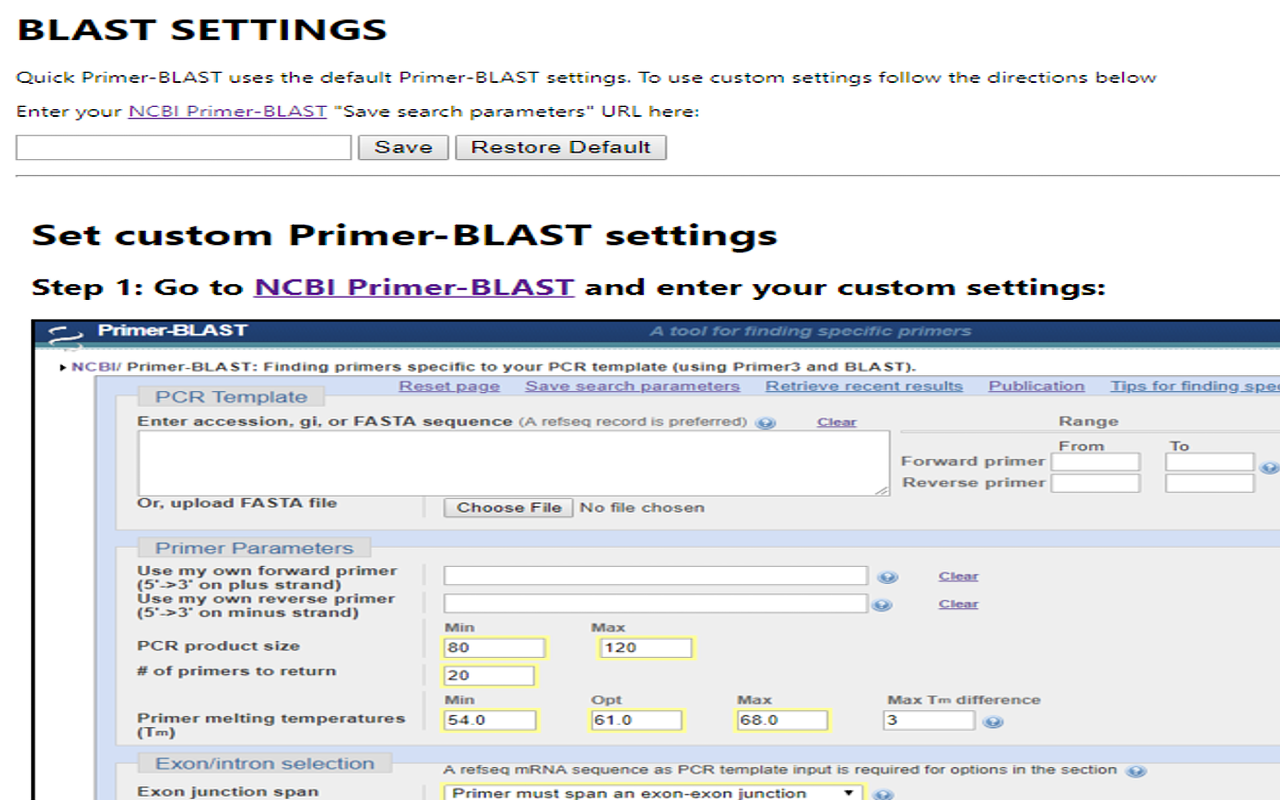 BLAST SETTINGS
Quick Primer-BLAST uses the default Primer-BLAST settings. To use custom settings follow the directions below
Enter your NCBI Primer-BLAST "Save search parameters" URL here:
Save Restore Default
Set custom Primer-BLAST settings
Step 1: Go to NCBI Primer-BLAST and enter your custom settings:
Primer-BLAST A tool for finding specific primers
NCBI/ Primer-BLAST: Finding primers specific to your PCR template (using Primer3 and BLAST).
PCR Template Reset page Save search parameters Retrieve recent results Publication Tips for finding spec
Enter accession, gi, or FASTA sequence (A refseq record is preferred) Clear Range
From To
Forward primer
Reverse primer
Or, upload FASTA file Choose File No file chosen
Primer Parameters
Use my own forward primer
(5'->3' on plus strand) Clear
Use my own reverse primer
(5'->3' on minus strand) Clear
Min Max
PCR product size 80 120
# of primers to return 20
Min Opt Max Max Tm difference
Primer melting temperatures
(Tm) 54.0 61.0 68.0 3
Exon/intron selection A refseq mRNA sequence as PCR template input is required for options in the section
Exon junction span Primer must span an exon-exon junction